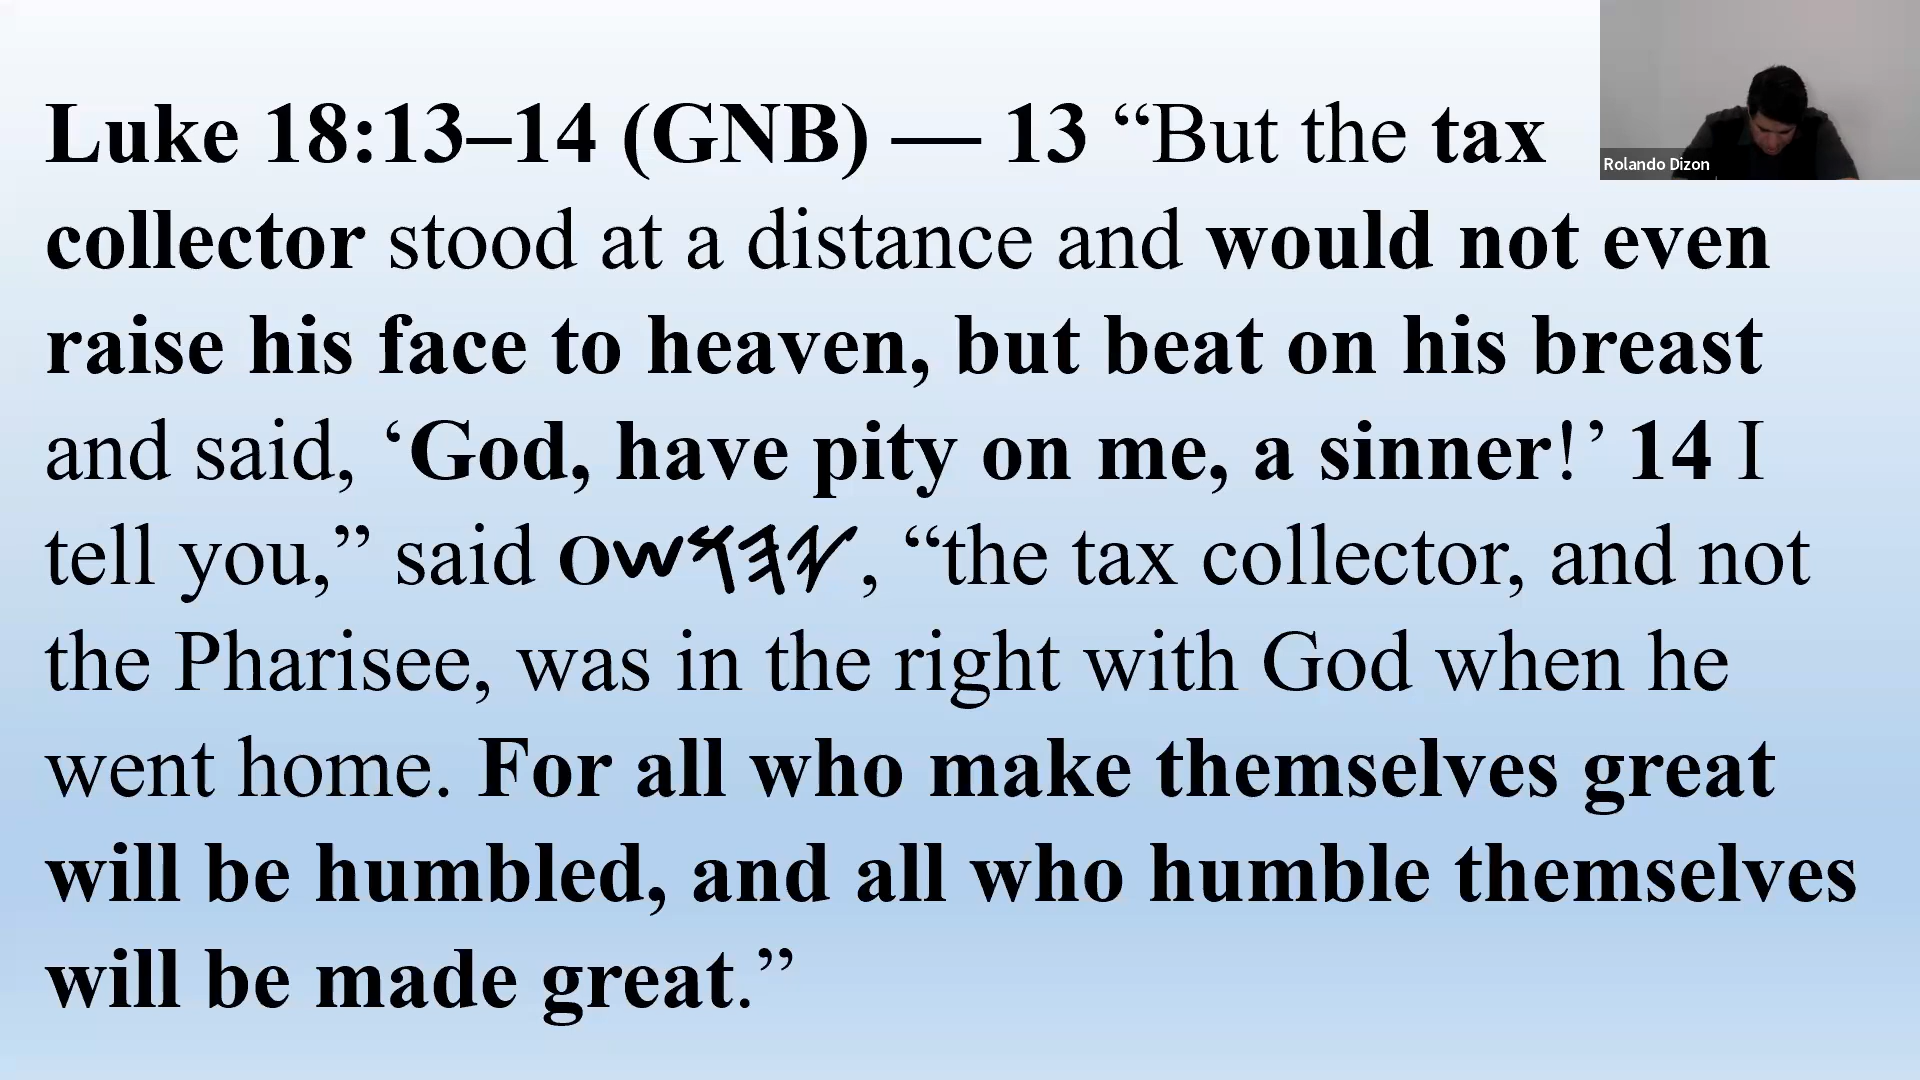 Luke 18:13–14 (GNB) — 13 “But the tax
collector stood at a distance and would not even
raise his face to heaven, but beat on his breast
and said, ‘God, have pity on me, a sinner!’ 14 I
tell you,” said 𐤉𐤄𐤅𐤔𐤏, “the tax collector, and not
the Pharisee, was in the right with God when he
went home. For all who make themselves great
will be humbled, and all who humble themselves
will be made great.”
Rolando Dizon